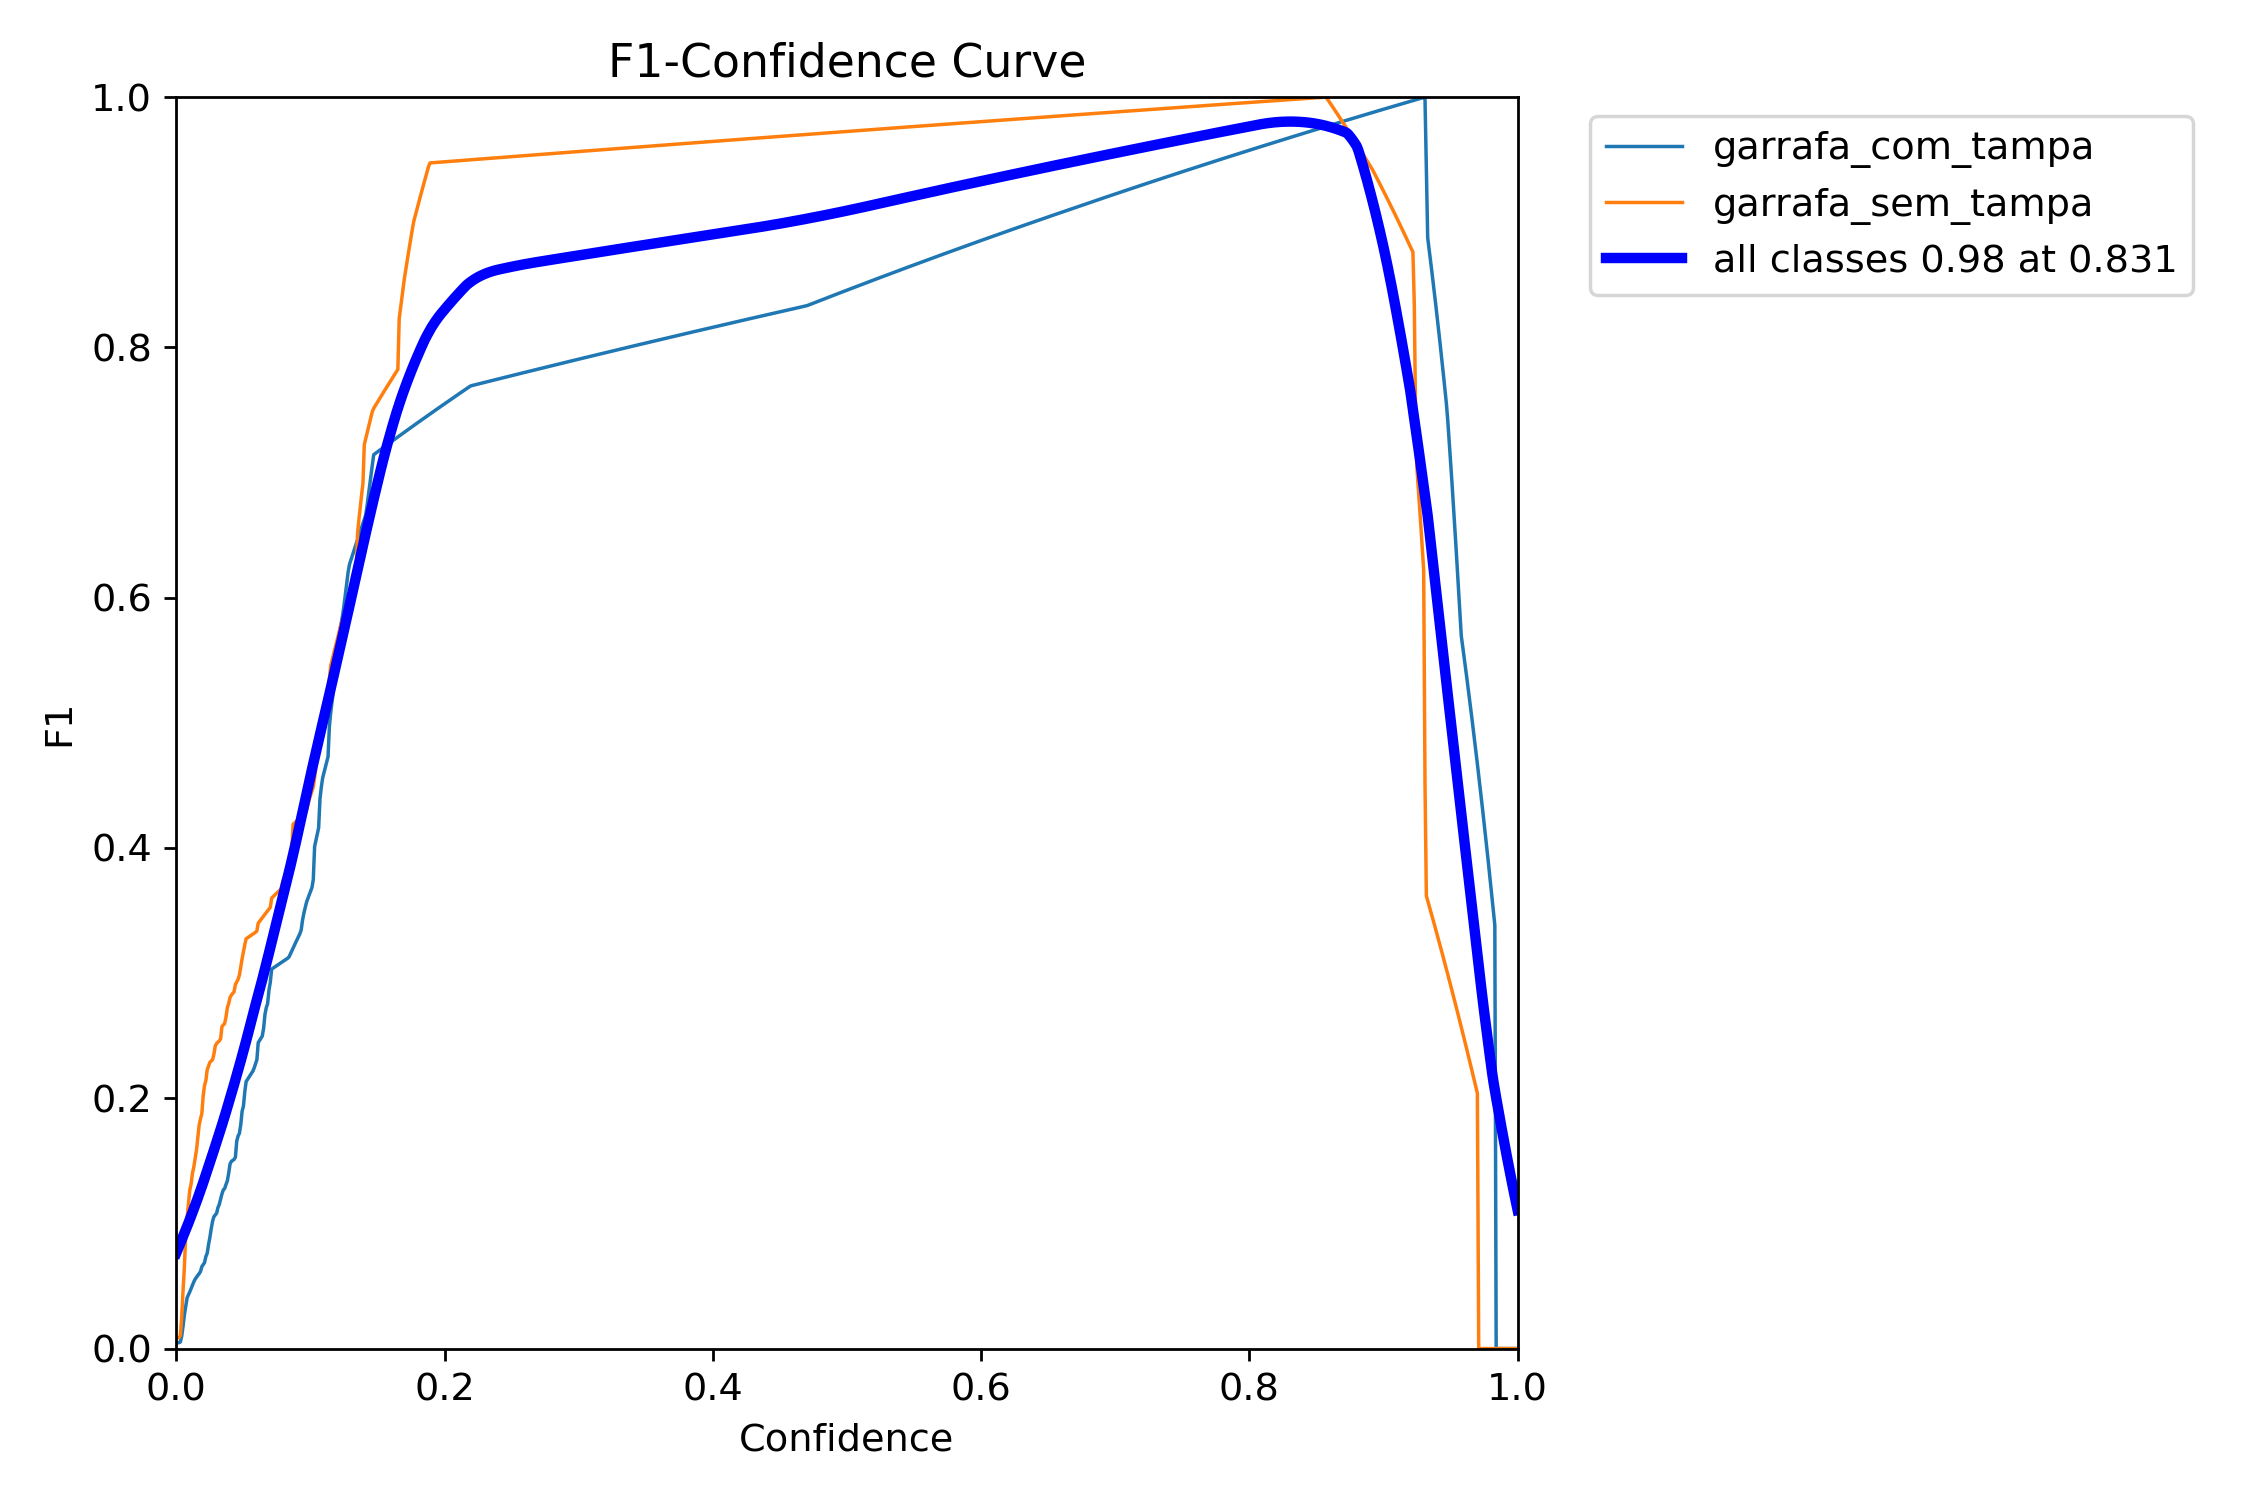 F1-Confidence Curve
garrafa_com_tampa
garrafa_sem_tampa
all classes 0.98 at 0.831
1.0
0.8
0.6
0.4
0.2
0.0
F1
0.0 0.2 0.4 0.6 0.8 1.0
Confidence